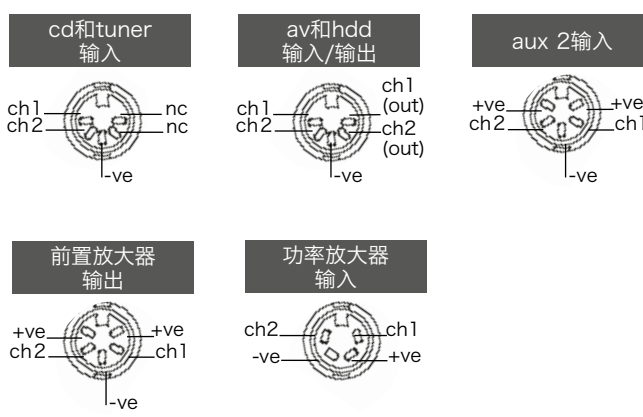 cd和tuner
输入
ch1
ch2
nc
nc
-ve
av和hdd
输入/输出
ch1
ch2
ch1
(out)
ch2
(out)
-ve
aux 2输入
+ve
ch2
+ve
ch1
-ve
前置放大器
输出
+ve
ch2
+ve
ch1
-ve
功率放大器
输入
ch2
-ve
ch1
+ve